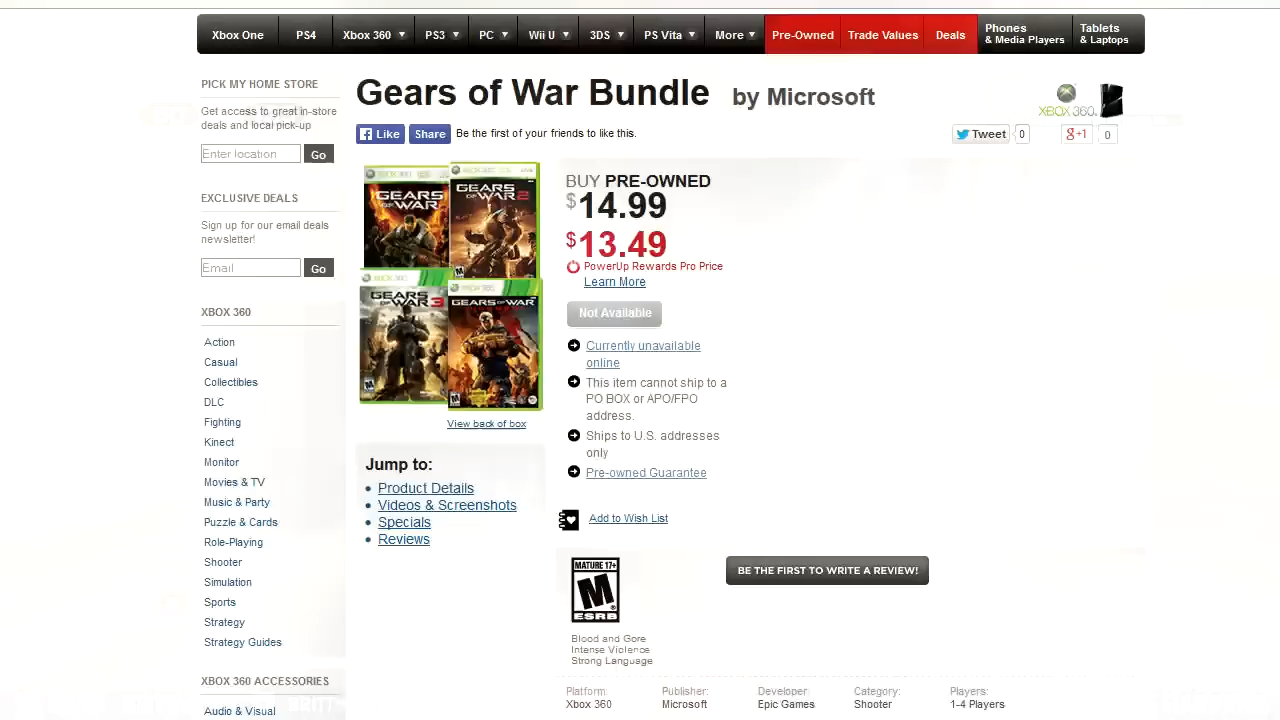 Xbox One
PS4
Xbox 360
PS3
PC
Wii U
3DS
PS Vita
More
Pre-Owned
Trade Values
Deals
Phones
& Media Players
Tablets
& Laptops
PICK MY HOME STORE
Get access to great in-store
deals and local pick-up
Enter location
Go
EXCLUSIVE DEALS
Sign up for our email deals
newsletter!
Email
Go
XBOX 360
Action
Casual
Collectibles
DLC
Fighting
Kinect
Monitor
Movies & TV
Music & Party
Puzzle & Cards
Role-Playing
Shooter
Simulation
Sports
Strategy
Strategy Guides
XBOX 360 ACCESSORIES
Audio & Visual
Gears of War Bundle by Microsoft
XBOX 360
Like
Share
Be the first of your friends to like this.
Tweet
0
g+1
0
GEARS
OF WAR
GEARS
OF WAR 2
GEARS
OF WAR 3
GEARS OF WAR
View back of box
Jump to:
Product Details
Videos & Screenshots
Specials
Reviews
BUY PRE-OWNED
$14.99
$13.49
PowerUp Rewards Pro Price
Learn More
Not Available
Currently unavailable
online
This item cannot ship to a
PO BOX or APO/FPO
address.
Ships to U.S. addresses
only
Pre-owned Guarantee
Add to Wish List
MATURE 17+
M
ESRB
BE THE FIRST TO WRITE A REVIEW!
Blood and Gore
Intense Violence
Strong Language
Platform:
Xbox 360
Publisher:
Microsoft
Developer:
Epic Games
Category:
Shooter
Players:
1-4 Players